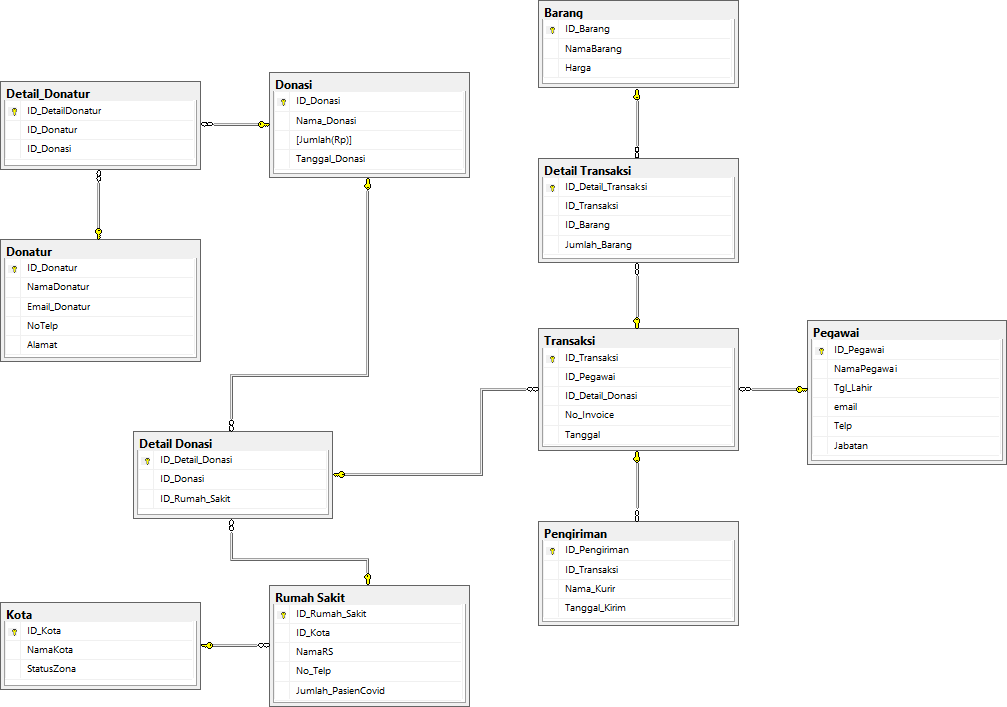 Barang
ID_Barang
NamaBarang
Harga
Detail_Donatur
ID_DetailDonatur
ID_Donatur
ID_Donasi
Donasi
ID_Donasi
Nama_Donasi
[Jumlah(Rp)]
Tanggal_Donasi
Detail Transaksi
ID_Detail_Transaksi
ID_Transaksi
ID_Barang
Jumlah_Barang
Donatur
ID_Donatur
NamaDonatur
Email_Donatur
NoTelp
Alamat
Transaksi
ID_Transaksi
ID_Pegawai
ID_Detail_Donasi
No_Invoice
Tanggal
Pegawai
ID_Pegawai
NamaPegawai
Tgl_Lahir
email
Telp
Jabatan
Detail Donasi
ID_Detail_Donasi
ID_Donasi
ID_Rumah_Sakit
Pengiriman
ID_Pengiriman
ID_Transaksi
Nama_Kurir
Tanggal_Kirim
Kota
ID_Kota
NamaKota
StatusZona
Rumah Sakit
ID_Rumah_Sakit
ID_Kota
NamaRS
No_Telp
Jumlah_PasienCovid